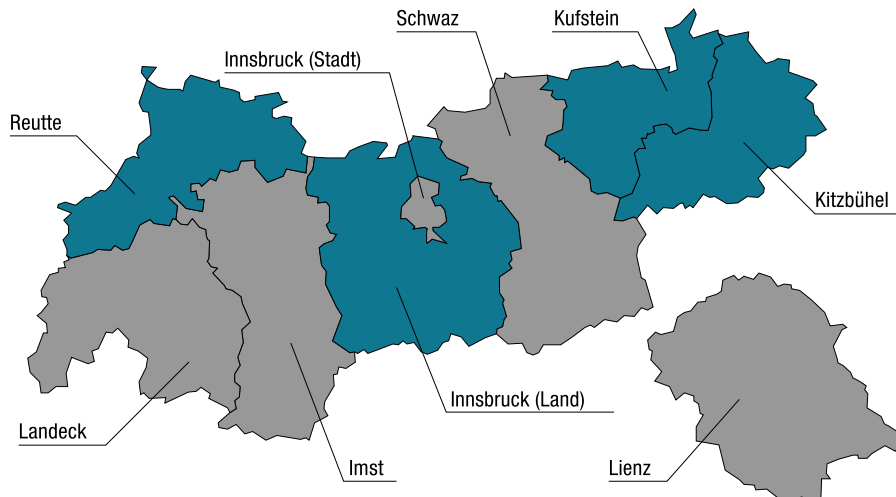 Schwaz
Kufstein
Innsbruck (Stadt)
Reutte
Kitzbühel
Innsbruck (Land)
Landeck
Imst
Lienz